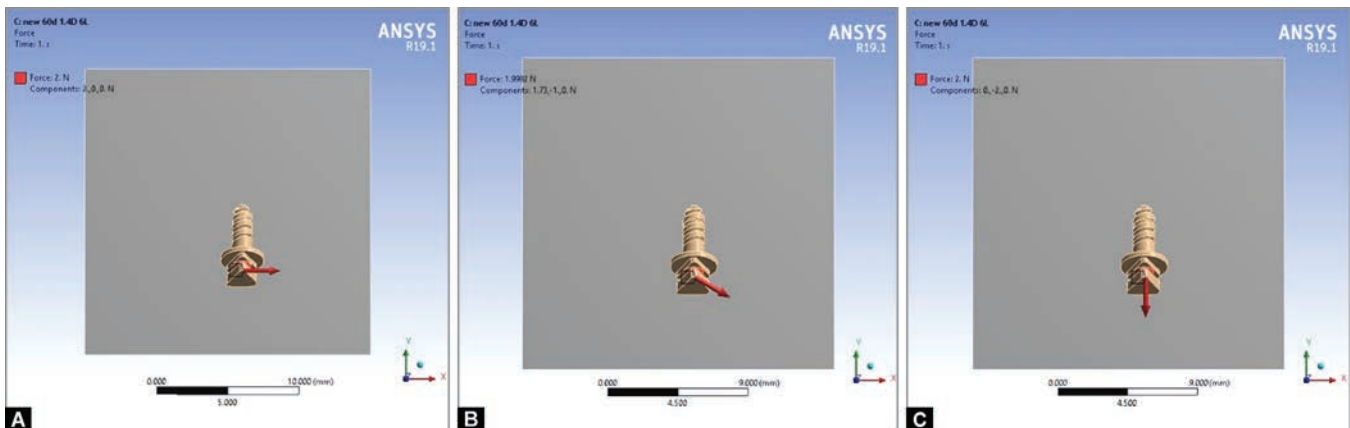 C: new 60d 1.4D 6L
Force
Time: 1. s
ANSYS
R19.1
Force: 2. N
Components: 2.,0.,0. N
0.000
10.000 (mm)
5.000
Y
X
A
C: new 60d 1.4D 6L
Force
Time: 1. s
ANSYS
R19.1
Force: 1.9982 N
Components: 1.73,-1.,0. N
0.000
9.000 (mm)
4.500
Y
X
B
C: new 60d 1.4D 6L
Force
Time: 1. s
ANSYS
R19.1
Force: 2. N
Components: 0.,-2.,0. N
0.000
9.000 (mm)
4.500
Y
X
C